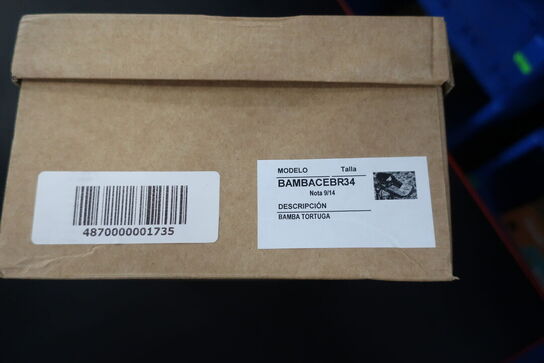 4870000001735
MODELO Talla
BAMBACEBR34
Nota 9/14
DESCRIPCIÓN
BAMBA TORTUGA